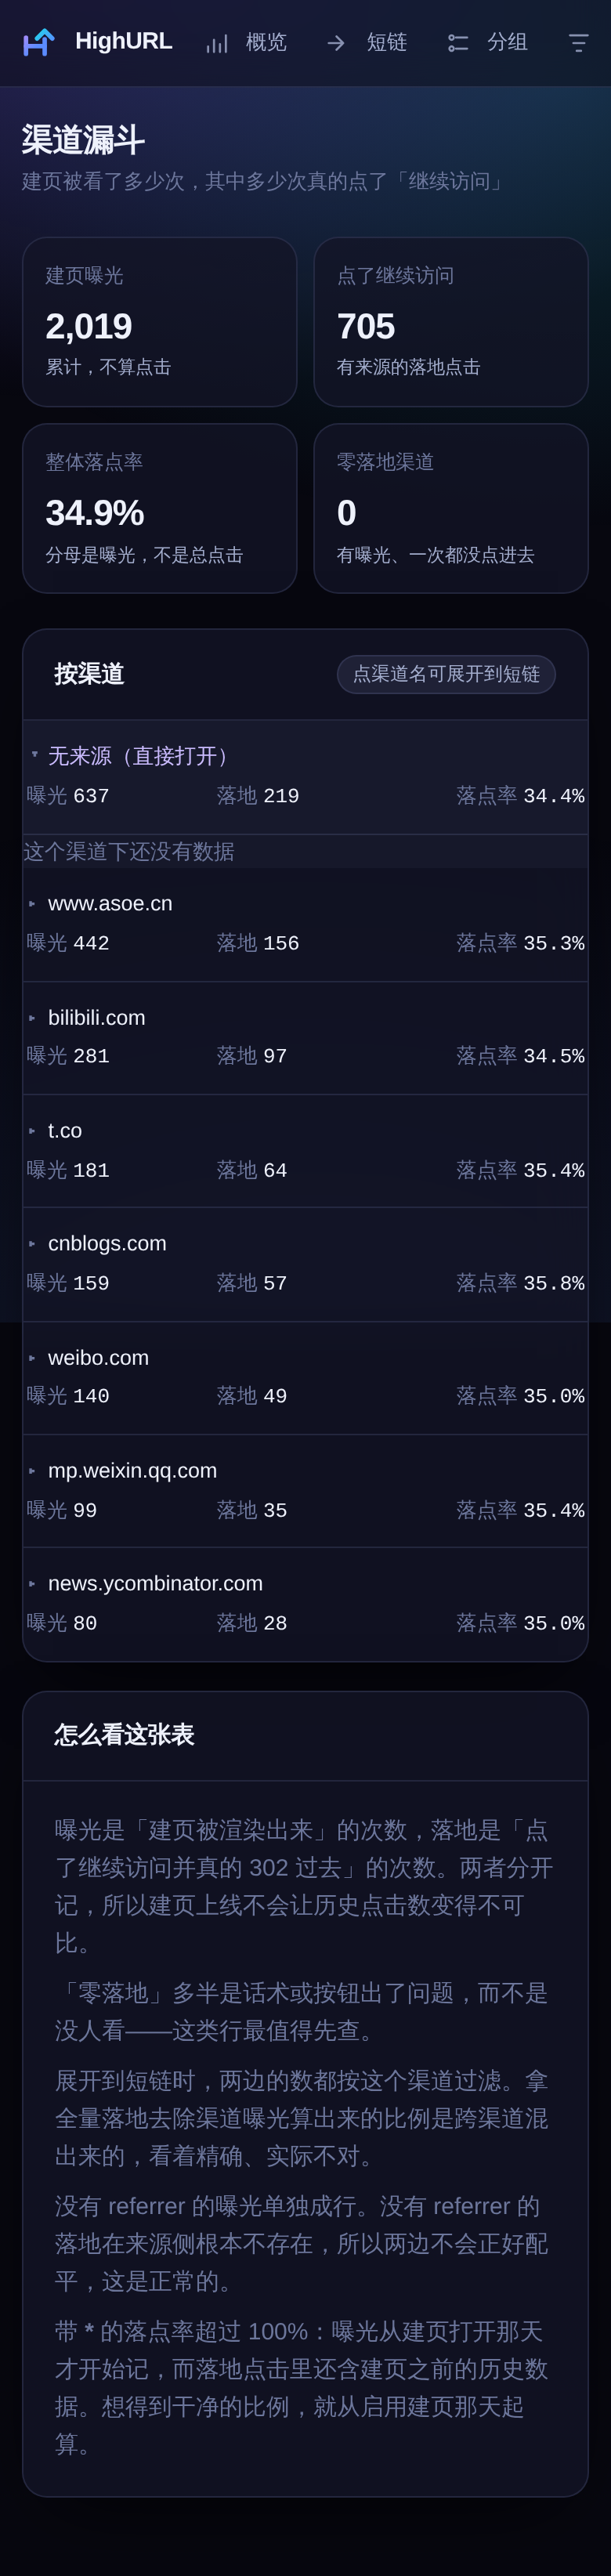 HighURL 概览 短链 分组
渠道漏斗
建页被看了多少次，其中多少次真的点了「继续访问」
建页曝光
2,019
累计，不算点击
点了继续访问
705
有来源的落地点击
整体落点率
34.9%
分母是曝光，不是总点击
零落地渠道
0
有曝光、一次都没点进去
按渠道
点渠道名可展开到短链
无来源（直接打开）
曝光 637 落地 219 落点率 34.4%
这个渠道下还没有数据
www.asoe.cn
曝光 442 落地 156 落点率 35.3%
bilibili.com
曝光 281 落地 97 落点率 34.5%
t.co
曝光 181 落地 64 落点率 35.4%
cnblogs.com
曝光 159 落地 57 落点率 35.8%
weibo.com
曝光 140 落地 49 落点率 35.0%
mp.weixin.qq.com
曝光 99 落地 35 落点率 35.4%
news.ycombinator.com
曝光 80 落地 28 落点率 35.0%
怎么看这张表
曝光是「建页被渲染出来」的次数，落地是「点
了继续访问并真的 302 过去」的次数。两者分开
记，所以建页上线不会让历史点击数变得不可
比。
「零落地」多半是话术或按钮出了问题，而不是
没人看——这类行最值得先查。
展开到短链时，两边的数都按这个渠道过滤。拿
全量落地去除渠道曝光算出来的比例是跨渠道混
出来的，看着精确、实际不对。
没有 referrer 的曝光单独成行。没有 referrer 的
落地在来源侧根本不存在，所以两边不会正好配
平，这是正常的。
带 * 的落点率超过 100%：曝光从建页打开那天
才开始记，而落地点击里还含建页之前的历史数
据。想得到干净的比例，就从启用建页那天起
算。